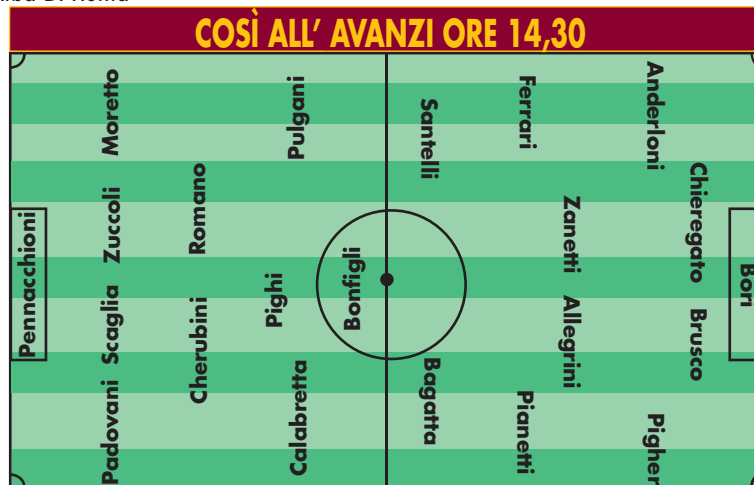 COSÌ ALL' AVANZI ORE 14,30
Pennacchioni
Moretto
Zuccoli
Scaglia
Padovani
Romano
Cherubini
Pulgani
Pighi
Calabretta
Bonfigli
Santelli
Bagatta
Ferrari
Pianetti
Zanetti
Allegrini
Anderloni
Pigher
Chieregato
Brusco
Bori